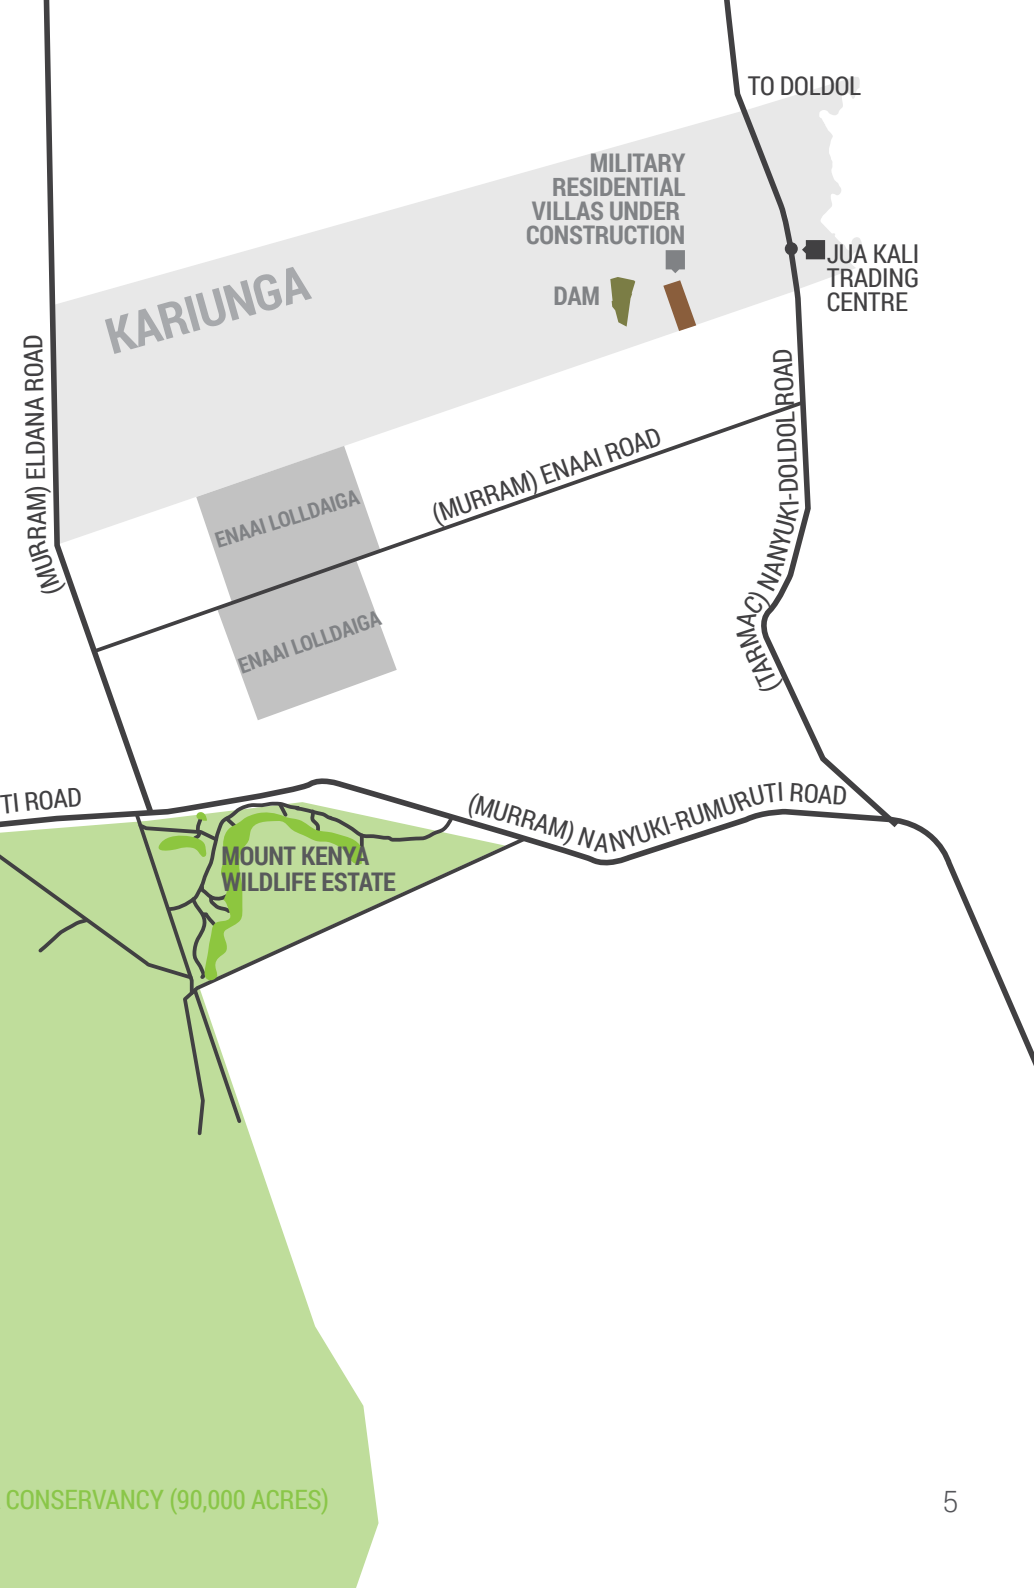 TO DOLDOL
MILITARY
RESIDENTIAL
VILLAS UNDER
CONSTRUCTION
JUA KALI
TRADING
CENTRE
DAM
KARIUNGA
(MURRAM) ELDANA ROAD
(TARMAC) NANYUKI-DOLDOL ROAD
(MURRAM) ENAAI ROAD
ENAAI LOLLDAIGA
ENAAI LOLLDAIGA
TI ROAD
(MURRAM) NANYUKI-RUMURUTI ROAD
MOUNT KENYA
WILDLIFE ESTATE
CONSERVANCY (90,000 ACRES)
5